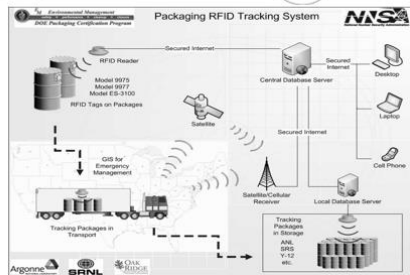 Environmental Management
DOE Packaging Certification Program
Packaging RFID Tracking System
NNSA
RFID Reader
Model 9975
Model 9977
Model ES-3100
RFID Tags on Packages
Secured Internet
Central Database Server
Secured
Internet
Desktop
Laptop
Cell Phone
Satellite
Secured Internet
GIS for
Emergency
Management
Satellite/Cellular
Receiver
Local Database Server
Tracking Packages in
Transport
Tracking
Packages
in Storage
ANL
SRS
Y-12
etc.
Argonne
SRNL
OAK
RIDGE